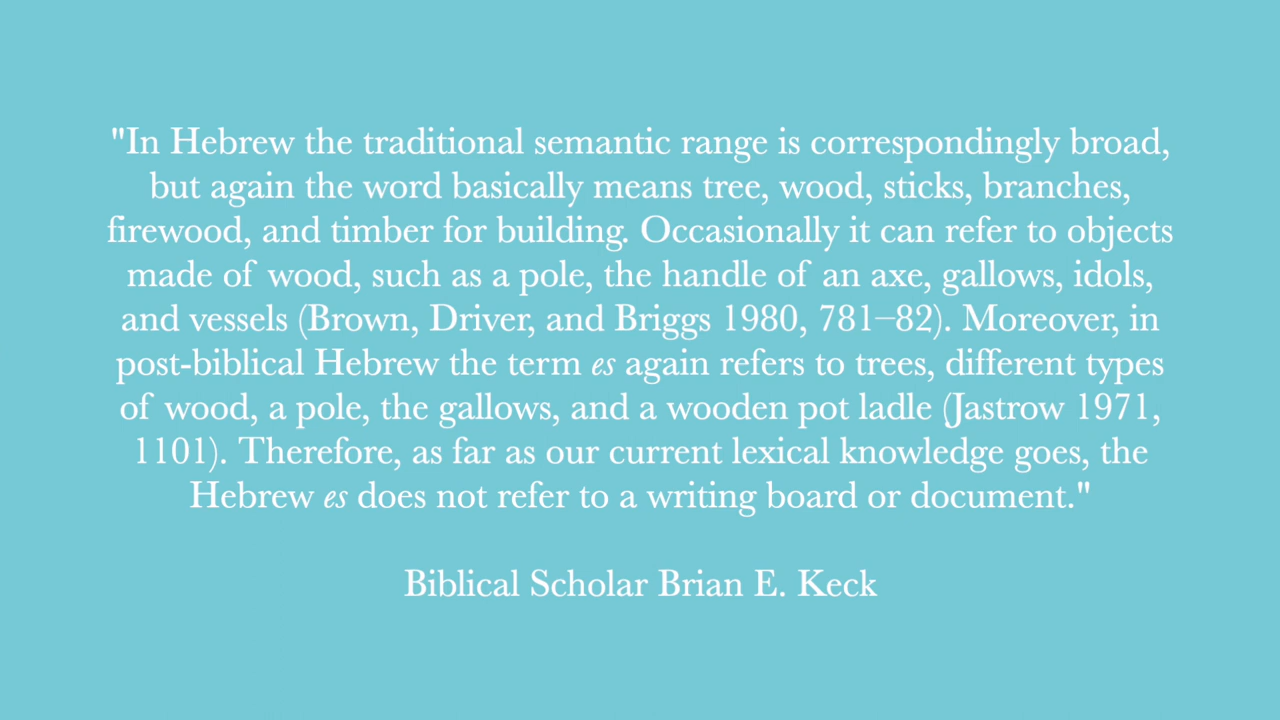 "In Hebrew the traditional semantic range is correspondingly broad,
but again the word basically means tree, wood, sticks, branches,
firewood, and timber for building. Occasionally it can refer to objects
made of wood, such as a pole, the handle of an axe, gallows, idols,
and vessels (Brown, Driver, and Briggs 1980, 781–82). Moreover, in
post-biblical Hebrew the term es again refers to trees, different types
of wood, a pole, the gallows, and a wooden pot ladle (Jastrow 1971,
1101). Therefore, as far as our current lexical knowledge goes, the
Hebrew es does not refer to a writing board or document."
Biblical Scholar Brian E. Keck